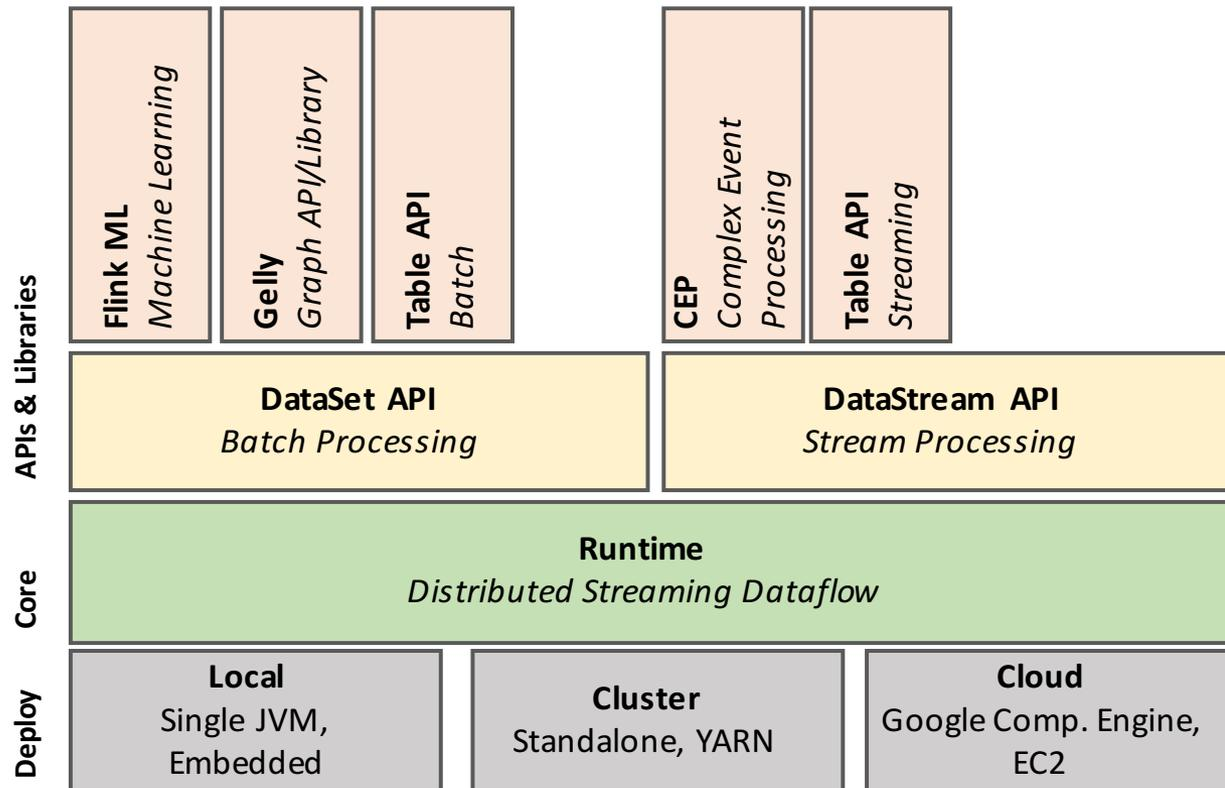 Flink ML
Machine Learning
Gelly
Graph API/Library
Table API
Batch
CEP
Complex Event
Processing
Table API
Streaming
APIs & Libraries
DataSet API
Batch Processing
DataStream API
Stream Processing
Core
Runtime
Distributed Streaming Dataflow
Deploy
Local
Single JVM,
Embedded
Cluster
Standalone, YARN
Cloud
Google Comp. Engine,
EC2